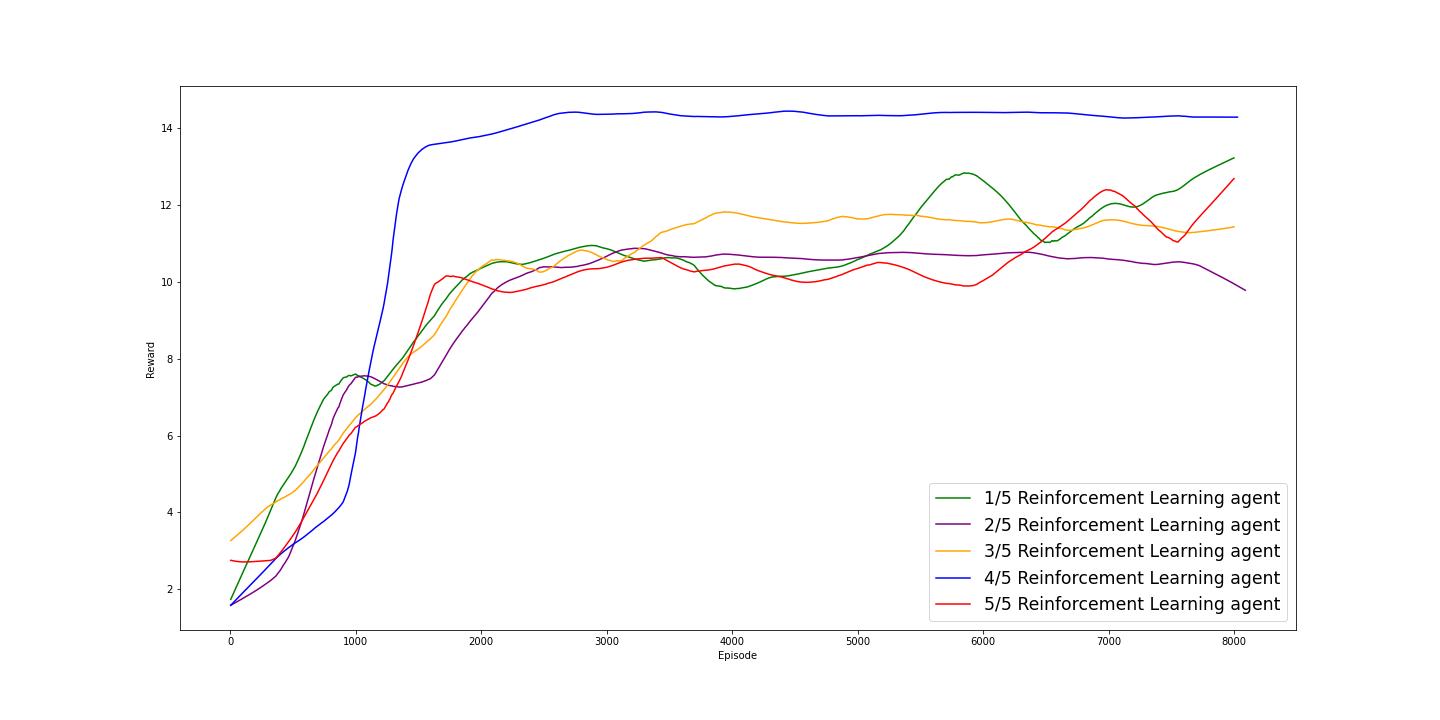 14
12
10
8
6
4
2
Reward
0 1000 2000 3000 4000 5000 6000 7000 8000
Episode
1/5 Reinforcement Learning agent
2/5 Reinforcement Learning agent
3/5 Reinforcement Learning agent
4/5 Reinforcement Learning agent
5/5 Reinforcement Learning agent